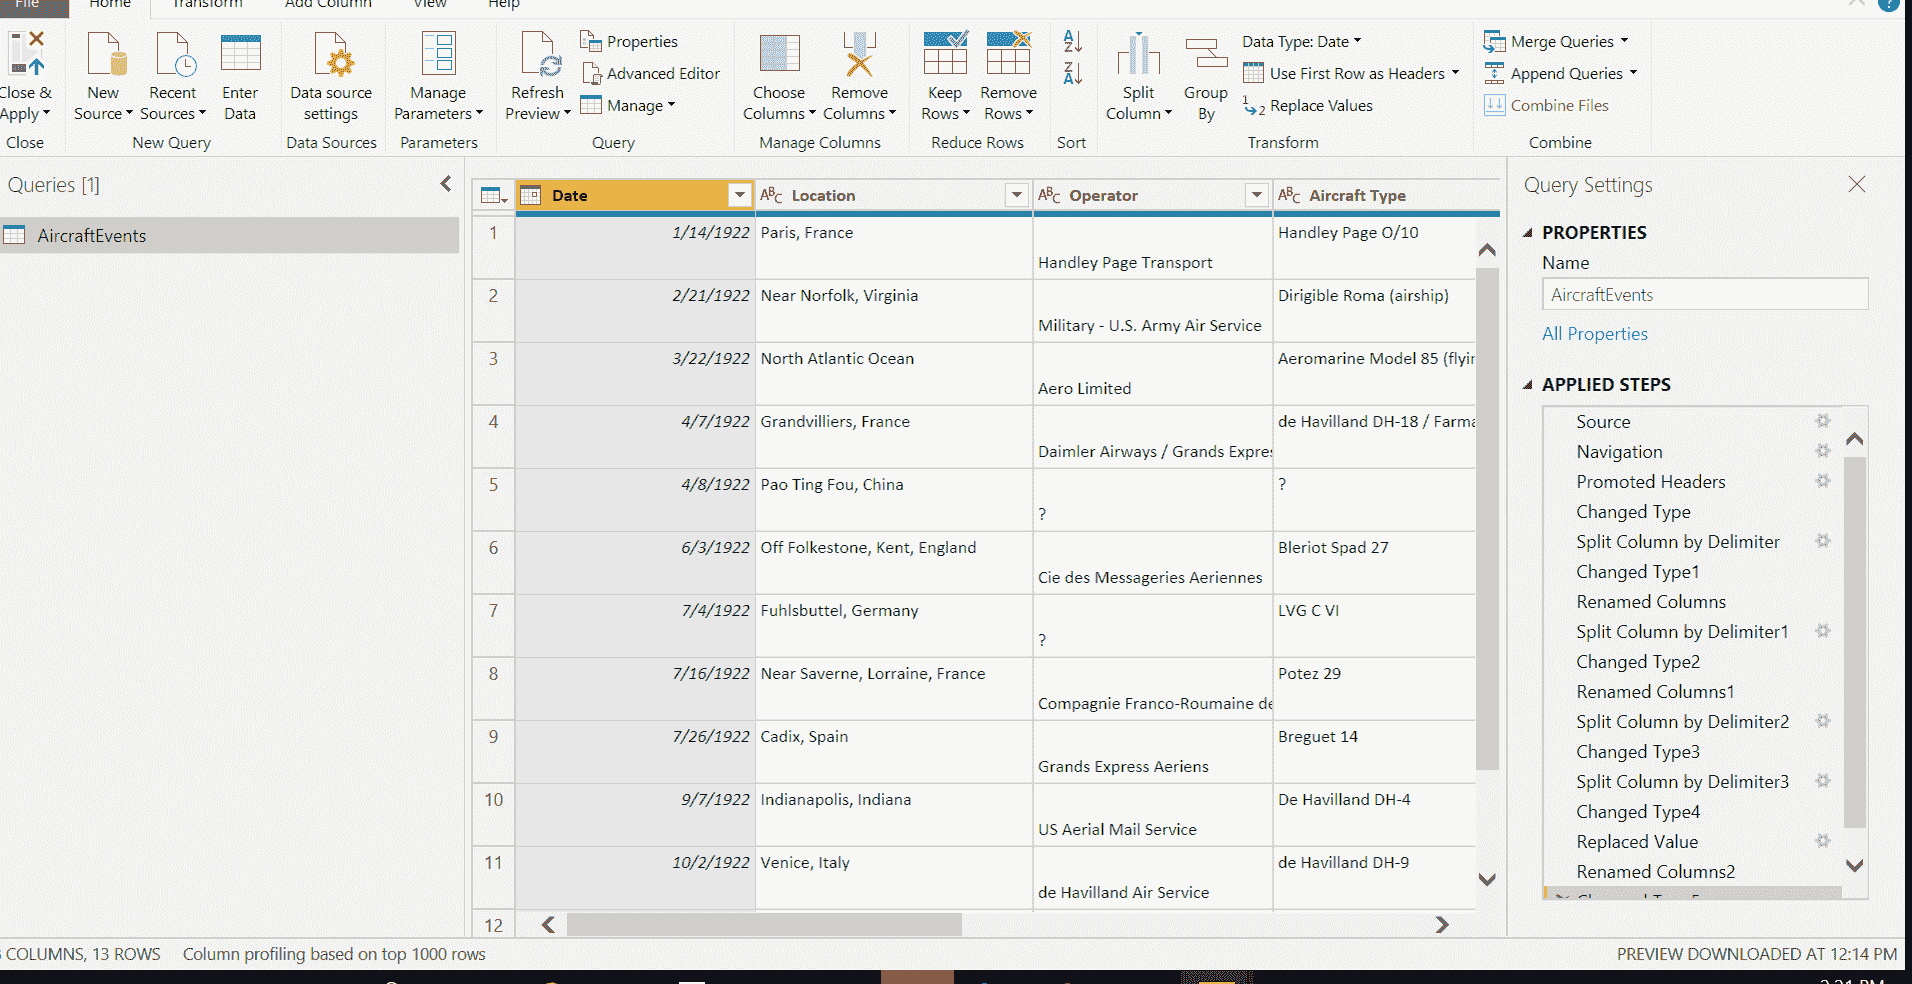 File Home Transform Add Column View Help
Close & Apply
New Source
Recent Sources
Enter Data
Data source settings
Manage Parameters
Refresh Preview
Properties
Advanced Editor
Manage
Choose Columns
Remove Columns
Keep Rows
Remove Rows
A Z
Z A
Split Column
Group By
Data Type: Date
Use First Row as Headers
1 2 Replace Values
Merge Queries
Append Queries
Combine Files
Close New Query Data Sources Parameters Query Manage Columns Reduce Rows Sort Transform Combine
Queries [1]
AircraftEvents
Date ABC Location ABC Operator ABC Aircraft Type
1 1/14/1922 Paris, France Handley Page Transport Handley Page O/10
2 2/21/1922 Near Norfolk, Virginia Military - U.S. Army Air Service Dirigible Roma (airship)
3 3/22/1922 North Atlantic Ocean Aero Limited Aeromarine Model 85 (flyin
4 4/7/1922 Grandvilliers, France Daimler Airways / Grands Expres de Havilland DH-18 / Farma
5 4/8/1922 Pao Ting Fou, China ? ?
6 6/3/1922 Off Folkestone, Kent, England Cie des Messageries Aeriennes Bleriot Spad 27
7 7/4/1922 Fuhlsbuttel, Germany ? LVG C VI
8 7/16/1922 Near Saverne, Lorraine, France Compagnie Franco-Roumaine de Potez 29
9 7/26/1922 Cadix, Spain Grands Express Aeriens Breguet 14
10 9/7/1922 Indianapolis, Indiana US Aerial Mail Service De Havilland DH-4
11 10/2/1922 Venice, Italy de Havilland Air Service de Havilland DH-9
12
Query Settings
PROPERTIES
Name
AircraftEvents
All Properties
APPLIED STEPS
Source
Navigation
Promoted Headers
Changed Type
Split Column by Delimiter
Changed Type1
Renamed Columns
Split Column by Delimiter1
Changed Type2
Renamed Columns1
Split Column by Delimiter2
Changed Type3
Split Column by Delimiter3
Changed Type4
Replaced Value
Renamed Columns2
COLUMNS, 13 ROWS Column profiling based on top 1000 rows PREVIEW DOWNLOADED AT 12:14 PM